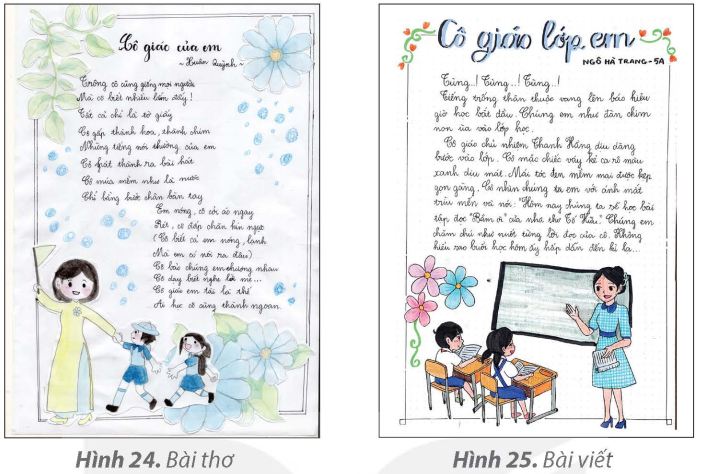 Cô giáo của em
~ Xuân Quỳnh ~
Trông cô cũng giống mọi người
Mà cô biết nhiều lắm đấy!
Tất cả chỉ là tờ giấy
Cô gấp thành hoa, thành chim
Những tiếng nói thường của em
Cô phát thành ra bài hát
Cô múa mềm như là nước
Chỉ bằng bước chân bàn tay
Em nóng, cô cởi áo ngay
Rét, cô đắp chăn kín ngực
(Cô biết cả em nóng, lạnh
Mà em có nói ra đâu)
Cô bảo chúng em thương nhau
Cô dạy biết nghe lời mẹ...
Cô giáo em tài là thế
Ai học cô cũng thành ngoan.
Hình 24. Bài thơ
Cô giáo lớp em
NGÔ HÀ TRANG - 5A
Tùng..! Tùng..! Tùng..!
Tiếng trống thân thuộc vang lên báo hiệu
giờ học bắt đầu. Chúng em như đàn chim
non ùa vào lớp học.
Cô giáo chủ nhiệm Thanh Hằng dịu dàng
bước vào lớp. Cô mặc chiếc váy kẻ ca rô màu
xanh dịu mát. Mái tóc đen mềm mại được kẹp
gọn gàng. Cô nhìn chúng ta em với ánh mắt
trìu mến và nói: "Hôm nay chúng ta sẽ học bài
tập đọc "Bầm ơi" của nhà thơ Tố Hữu." Chúng em
chăm chú như nuốt từng lời đọc của cô. Không
hiểu sao buổi học hôm ấy hấp dẫn đến kì lạ...
Hình 25. Bài viết